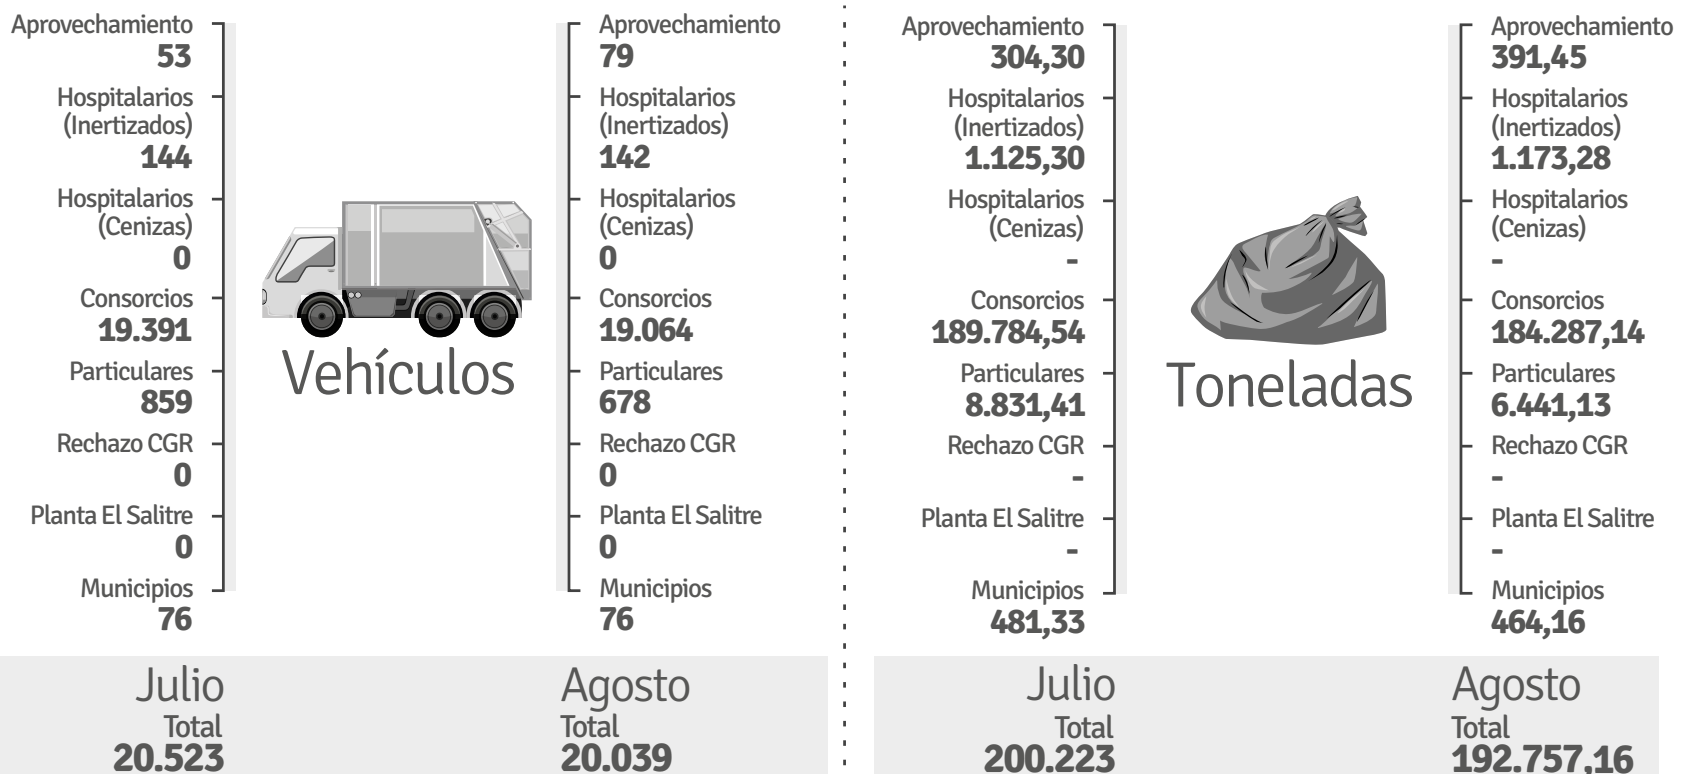 Aprovechamiento
53
Hospitalarios
(Inertizados)
144
Hospitalarios
(Cenizas)
0
Consorcios
19.391
Particulares
859
Rechazo CGR
0
Planta El Salitre
0
Municipios
76
Julio
Total
20.523
Vehículos
Aprovechamiento
79
Hospitalarios
(Inertizados)
142
Hospitalarios
(Cenizas)
0
Consorcios
19.064
Particulares
678
Rechazo CGR
0
Planta El Salitre
0
Municipios
76
Agosto
Total
20.039
Aprovechamiento
304,30
Hospitalarios
(Inertizados)
1.125,30
Hospitalarios
(Cenizas)
-
Consorcios
189.784,54
Particulares
8.831,41
Rechazo CGR
-
Planta El Salitre
-
Municipios
481,33
Julio
Total
200.223
Toneladas
Aprovechamiento
391,45
Hospitalarios
(Inertizados)
1.173,28
Hospitalarios
(Cenizas)
-
Consorcios
184.287,14
Particulares
6.441,13
Rechazo CGR
-
Planta El Salitre
-
Municipios
464,16
Agosto
Total
192.757,16